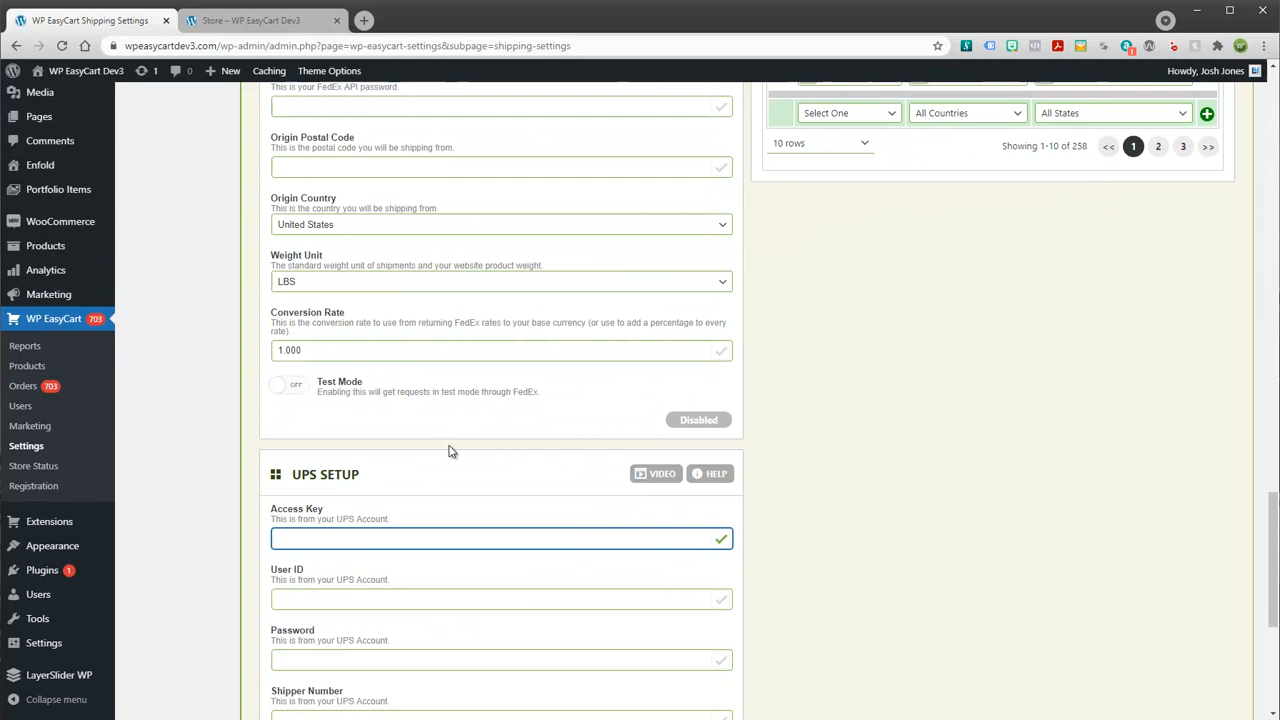 WP EasyCart Shipping Settings
Store – WP EasyCart Dev3
wpeasycartdev3.com/wp-admin/admin.php?page=wp-easycart-settings&subpage=shipping-settings
WP EasyCart Dev3
1
0
New
Caching
Theme Options
Howdy, Josh Jones
Media
Pages
Comments
Enfold
Portfolio Items
WooCommerce
Products
Analytics
Marketing
WP EasyCart 703
Reports
Products
Orders 703
Users
Marketing
Settings
Store Status
Registration
Extensions
Appearance
Plugins 1
Users
Tools
Settings
LayerSlider WP
Collapse menu
This is your FedEx API password.
Origin Postal Code
This is the postal code you will be shipping from.
Origin Country
This is the country you will be shipping from.
United States
Weight Unit
The standard weight unit of shipments and your website product weight.
LBS
Conversion Rate
This is the conversion rate to use from returning FedEx rates to your base currency (or use to add a percentage to every
rate).
1.000
OFF
Test Mode
Enabling this will get requests in test mode through FedEx.
Disabled
UPS SETUP
VIDEO
HELP
Access Key
This is from your UPS Account.
User ID
This is from your UPS Account.
Password
This is from your UPS Account.
Shipper Number
This is from your UPS Account.
Select One
All Countries
All States
10 rows
Showing 1-10 of 258
<< 1 2 3 >>